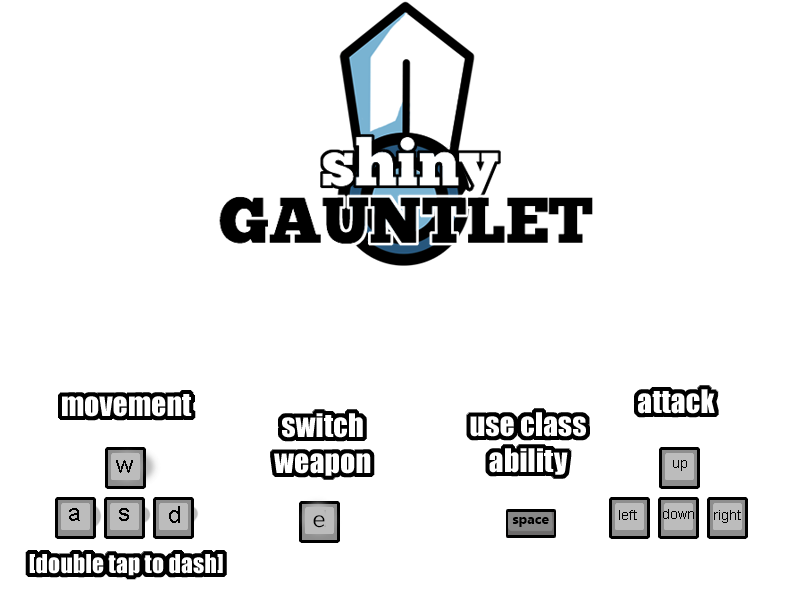 shiny
GAUNTLET
movement
w
a s d
[double tap to dash]
switch
weapon
e
use class
ability
space
attack
up
left down right